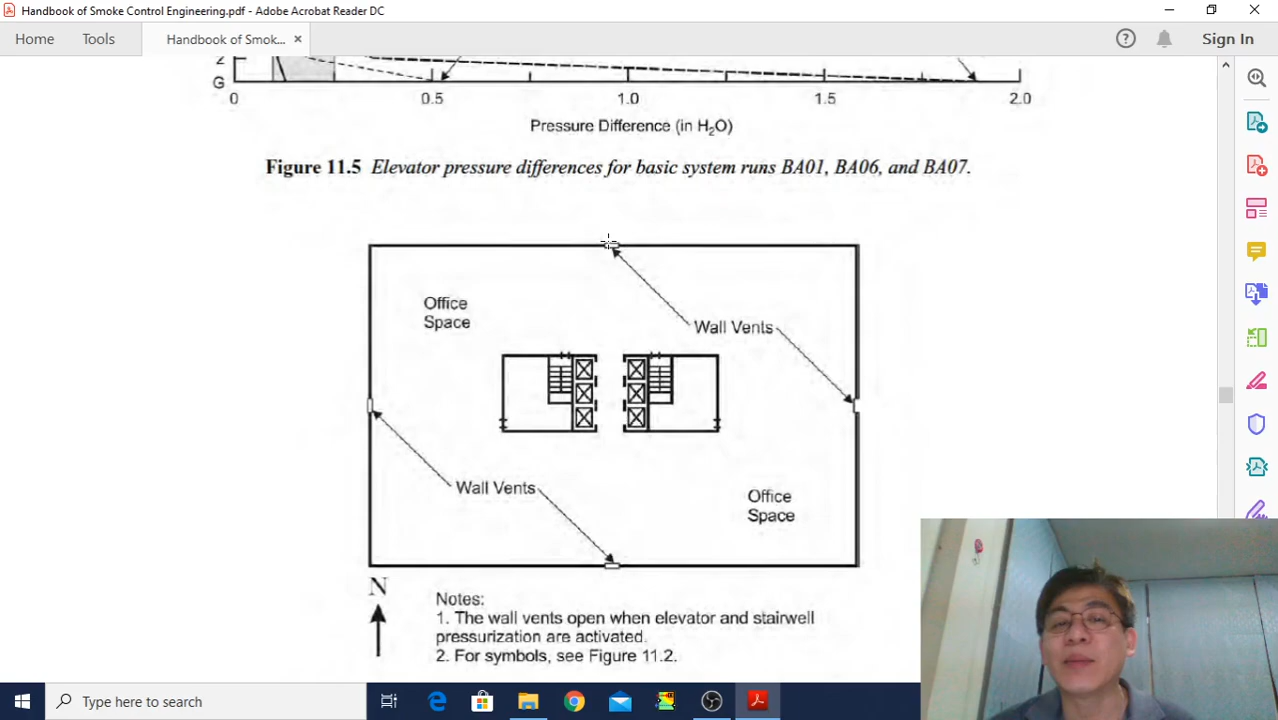 Handbook of Smoke Control Engineering.pdf - Adobe Acrobat Reader DC
Home Tools Handbook of Smok... Sign In
2
G
0 0.5 1.0 1.5 2.0
Pressure Difference (in H₂O)
Figure 11.5 Elevator pressure differences for basic system runs BA01, BA06, and BA07.
Office
Space
Wall Vents
Wall Vents
Office
Space
N
Notes:
1. The wall vents open when elevator and stairwell
pressurization are activated.
2. For symbols, see Figure 11.2.
Type here to search